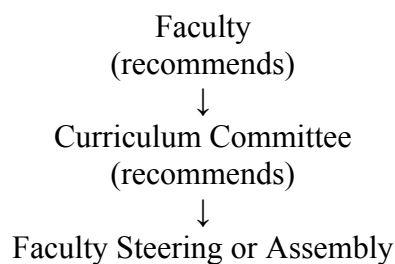 Faculty
(recommends)
↓
Curriculum Committee
(recommends)
↓
Faculty Steering or Assembly